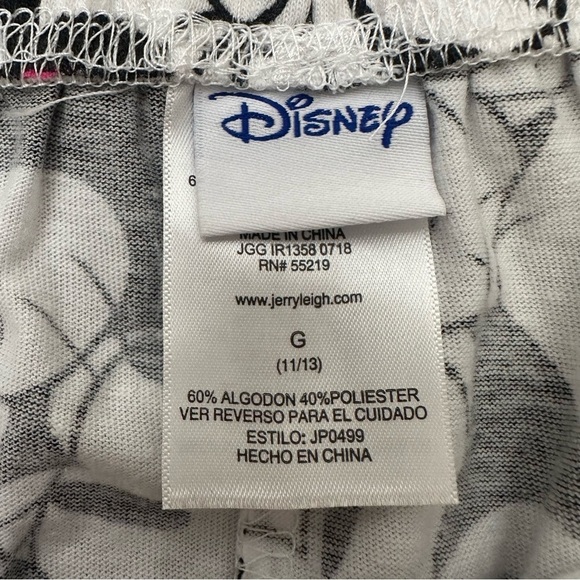 Disney
6
MADE IN CHINA
JGG IR1358 0718
RN# 55219
www.jerryleigh.com
G
(11/13)
60% ALGODON 40%POLIESTER
VER REVERSO PARA EL CUIDADO
ESTILO: JP0499
HECHO EN CHINA